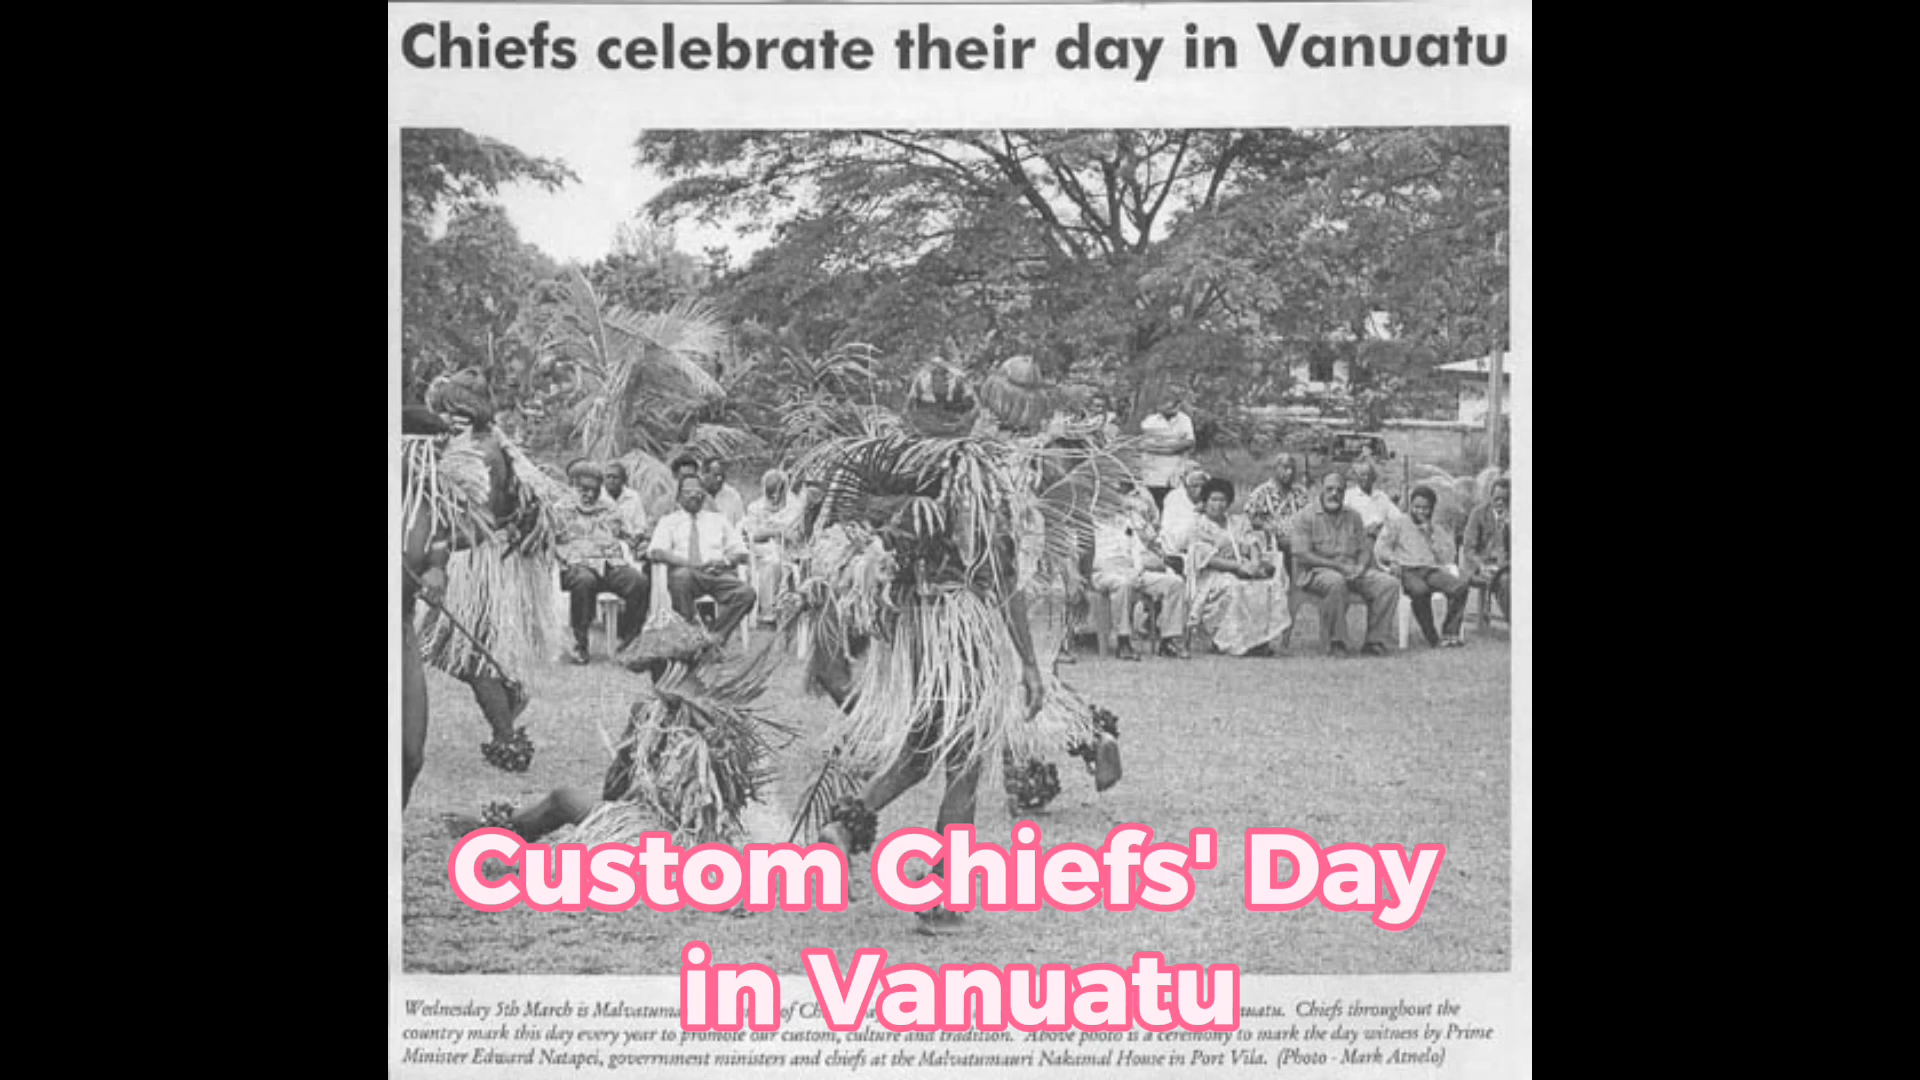 Chiefs celebrate their day in Vanuatu
Custom Chiefs' Day
in Vanuatu
Wednesday 5th March is of Chiefs throughout the
country mark this day every year to promote our custom, culture and tradition. Above photo is a ceremony to mark the day witness by Prime
Minister Edward Natapei, government ministers and chiefs at the Malvatumauri Nakamal House in Port Vila. (Photo - Mark Atnelo)